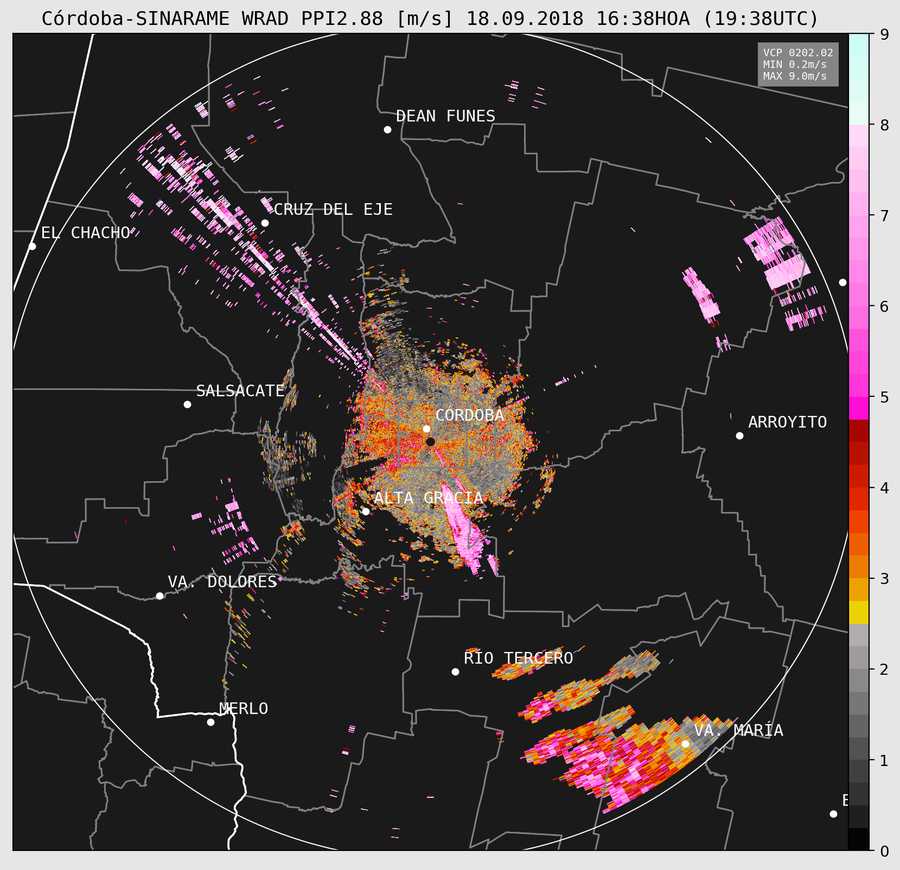 Córdoba-SINARAME WRAD PPI2.88 [m/s] 18.09.2018 16:38HOA (19:38UTC)
VCP 0202.02
MIN 0.2m/s
MAX 9.0m/s
DEAN FUNES
CRUZ DEL EJE
EL CHACHO
SALSACATE
CÓRDOBA
ARROYITO
ALTA GRACIA
VA. DOLORES
RIO TERCERO
MERLO
VA. MARÍA
9
8
7
6
5
4
3
2
1
0